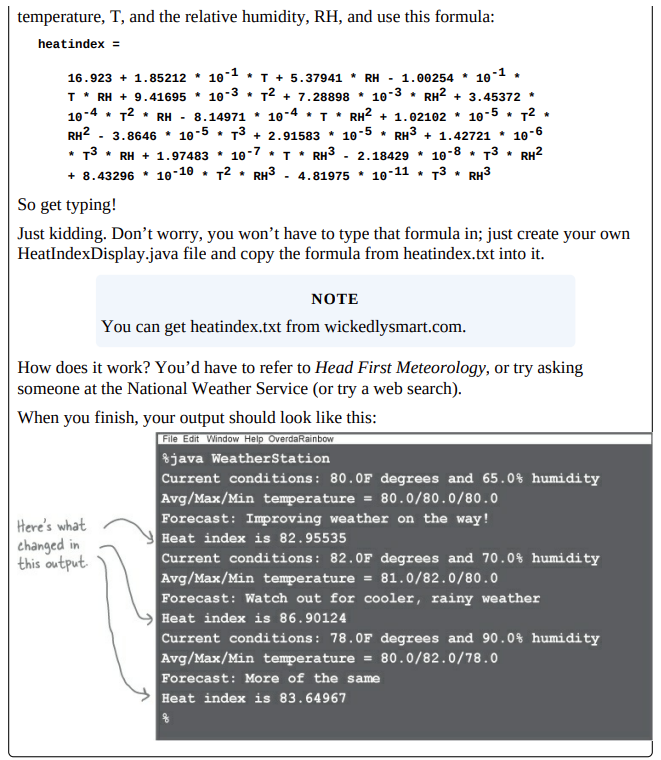 temperature, T, and the relative humidity, RH, and use this formula:
heatindex =
16.923 + 1.85212 * 10-1 * T + 5.37941 * RH - 1.00254 * 10-1 *
T * RH + 9.41695 * 10-3 * T2 + 7.28898 * 10-3 * RH2 + 3.45372 *
10-4 * T2 * RH - 8.14971 * 10-4 * T * RH2 + 1.02102 * 10-5 * T2 *
RH2 - 3.8646 * 10-5 * T3 + 2.91583 * 10-5 * RH3 + 1.42721 * 10-6
* T3 * RH + 1.97483 * 10-7 * T * RH3 - 2.18429 * 10-8 * T3 * RH2
+ 8.43296 * 10-10 * T2 * RH3 - 4.81975 * 10-11 * T3 * RH3
So get typing!
Just kidding. Don’t worry, you won’t have to type that formula in; just create your own
HeatIndexDisplay.java file and copy the formula from heatindex.txt into it.
NOTE
You can get heatindex.txt from wickedlysmart.com.
How does it work? You’d have to refer to Head First Meteorology, or try asking
someone at the National Weather Service (or try a web search).
When you finish, your output should look like this:
File Edit Window Help OverdaRainbow
%java WeatherStation
Current conditions: 80.0F degrees and 65.0% humidity
Avg/Max/Min temperature = 80.0/80.0/80.0
Forecast: Improving weather on the way!
Heat index is 82.95535
Current conditions: 82.0F degrees and 70.0% humidity
Avg/Max/Min temperature = 81.0/82.0/80.0
Forecast: Watch out for cooler, rainy weather
Heat index is 86.90124
Current conditions: 78.0F degrees and 90.0% humidity
Avg/Max/Min temperature = 80.0/82.0/78.0
Forecast: More of the same
Heat index is 83.64967
%
Here's what
changed in
this output.